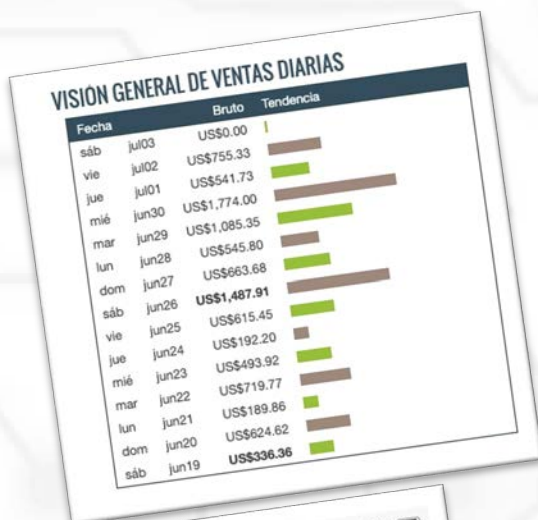 VISIÓN GENERAL DE VENTAS DIARIAS
Fecha Bruto Tendencia
sáb jul03 US$0.00
vie jul02 US$755.33
jue jul01 US$541.73
mié jun30 US$1,774.00
mar jun29 US$1,085.35
lun jun28 US$545.80
dom jun27 US$663.68
sáb jun26 US$1,487.91
vie jun25 US$615.45
jue jun24 US$192.20
mié jun23 US$493.92
mar jun22 US$719.77
lun jun21 US$189.86
dom jun20 US$624.62
sáb jun19 US$336.36